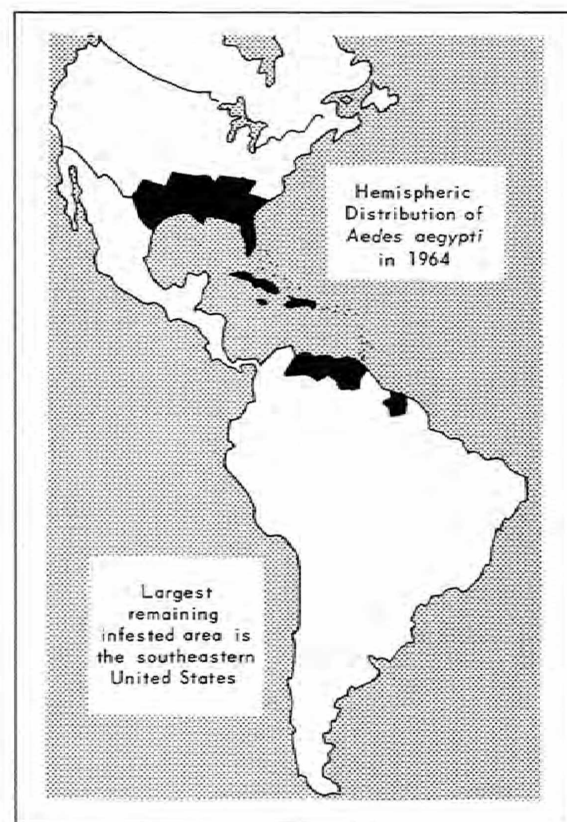 Hemispheric
Distribution of
Aedes aegypti
in 1964
Largest
remaining
infested area is
the southeastern
United States